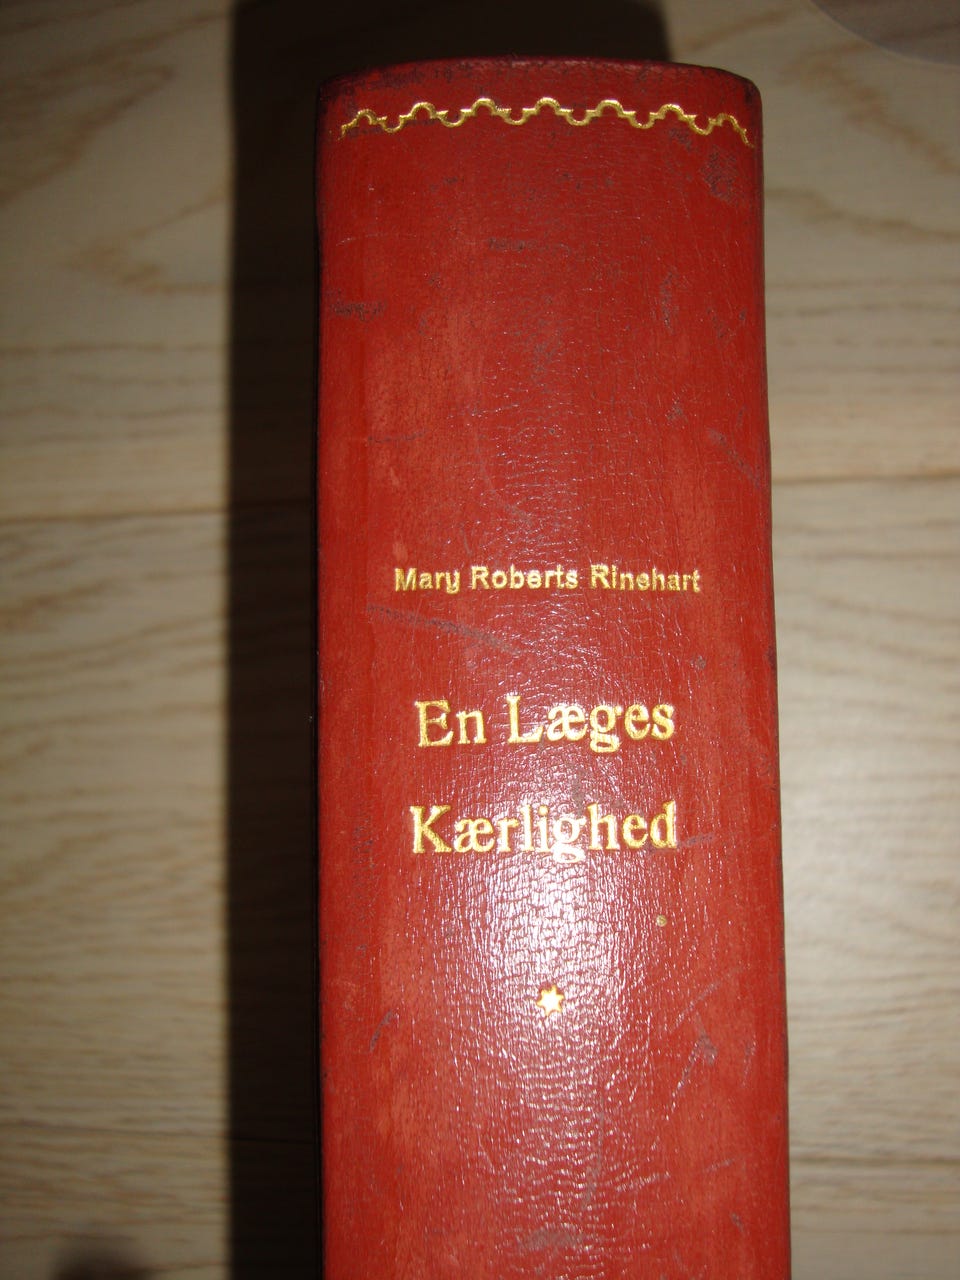 Mary Roberts Rinehart
En Læges
Kærlighed